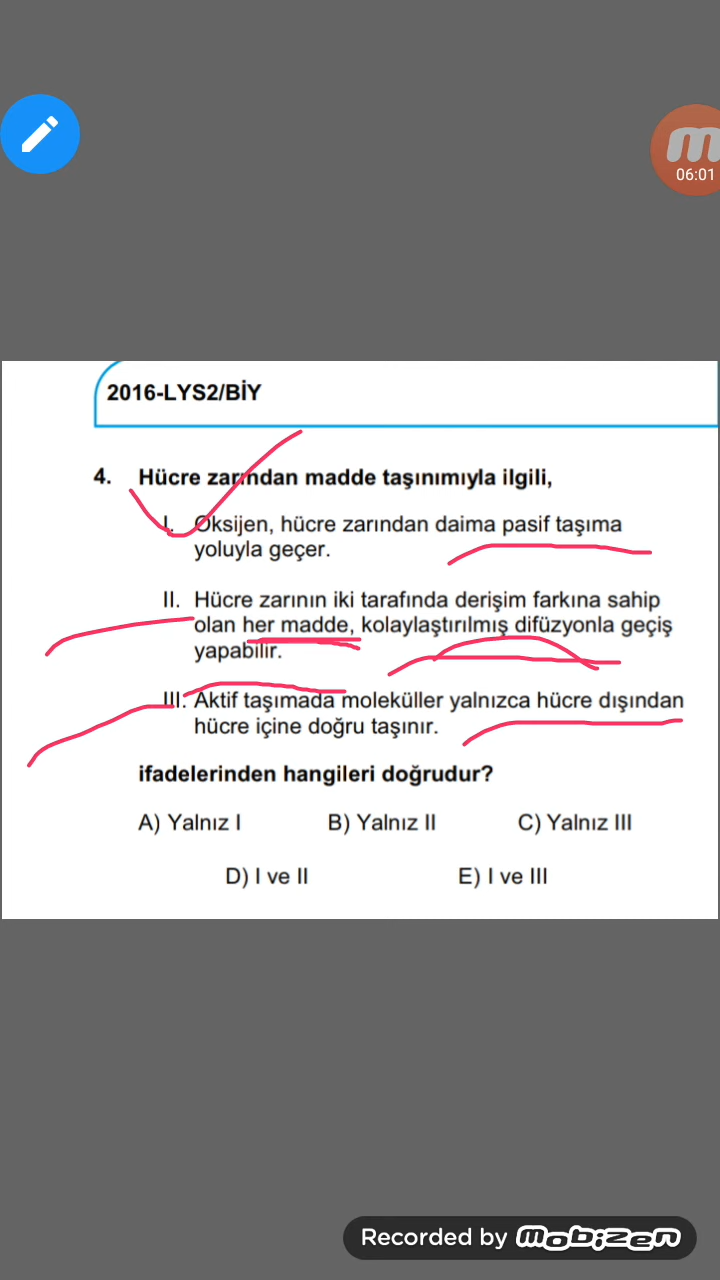 06:01
2016-LYS2/BİY
4. Hücre zarından madde taşınımıyla ilgili,
I. Oksijen, hücre zarından daima pasif taşıma
yoluyla geçer.
II. Hücre zarının iki tarafında derişim farkına sahip
olan her madde, kolaylaştırılmış difüzyonla geçiş
yapabilir.
III. Aktif taşımada moleküller yalnızca hücre dışından
hücre içine doğru taşınır.
ifadelerinden hangileri doğrudur?
A) Yalnız I B) Yalnız II C) Yalnız III
D) I ve II E) I ve III
Recorded by mobizen